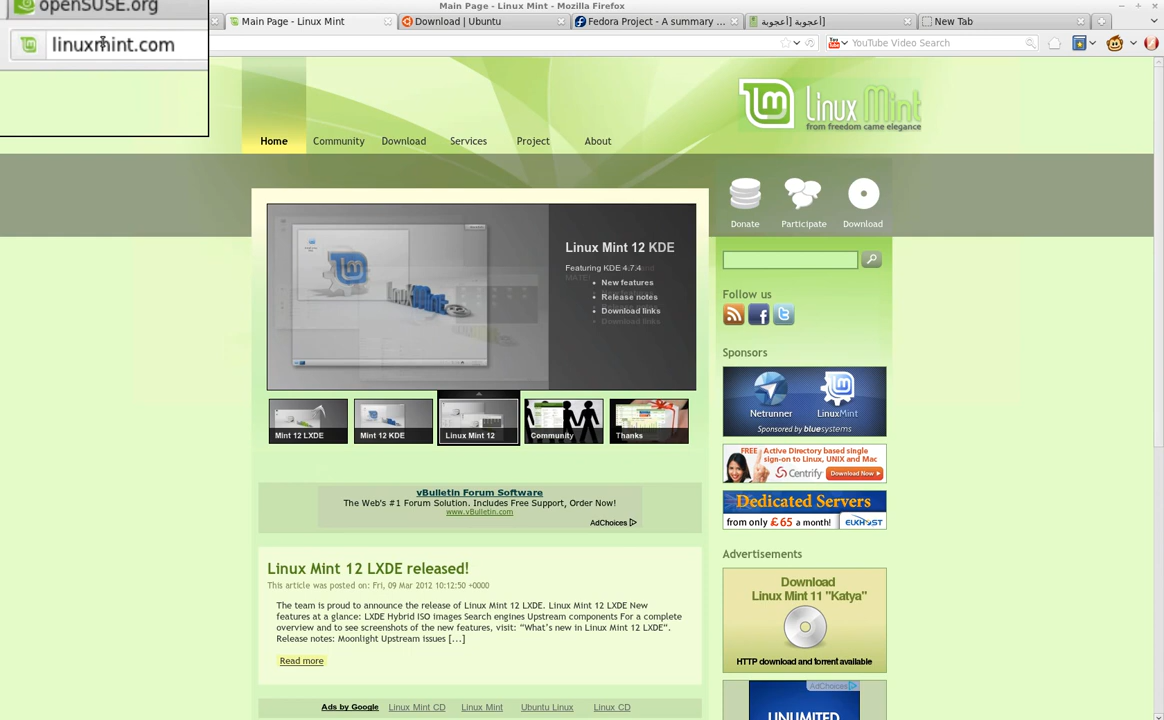 Main Page - Linux Mint - Mozilla Firefox
openSUSE.org
Main Page - Linux Mint
Download | Ubuntu
Fedora Project - A summary ...
أعجوبة [أعجوبة]
New Tab
linuxmint.com
YouTube Video Search
Linux Mint
from freedom came elegance
Home
Community
Download
Services
Project
About
Donate
Participate
Download
Linux Mint 12 KDE
Featuring KDE 4.7.4
New features
Release notes
Download links
Mint 12 LXDE
Mint 12 KDE
Linux Mint 12
Community
Thanks
Follow us
Sponsors
Netrunner
LinuxMint
Sponsored by bluesystems
FREE Active Directory based single
sign-on to Linux, UNIX and Mac
Centrify
Download Now
Dedicated Servers
from only £65 a month!
EUKHOST
vBulletin Forum Software
The Web's #1 Forum Solution. Includes Free Support, Order Now!
www.vBulletin.com
AdChoices
Advertisements
Download
Linux Mint 11 "Katya"
HTTP download and torrent available
Linux Mint 12 LXDE released!
This article was posted on: Fri, 09 Mar 2012 10:12:50 +0000
The team is proud to announce the release of Linux Mint 12 LXDE. Linux Mint 12 LXDE New
features at a glance: LXDE Hybrid ISO images Search engines Upstream components For a complete
overview and to see screenshots of the new features, visit: “What’s new in Linux Mint 12 LXDE“.
Release notes: Moonlight Upstream issues [...]
Read more
AdChoices
UNLIMITED
Ads by Google
Linux Mint CD
Linux Mint
Ubuntu Linux
Linux CD